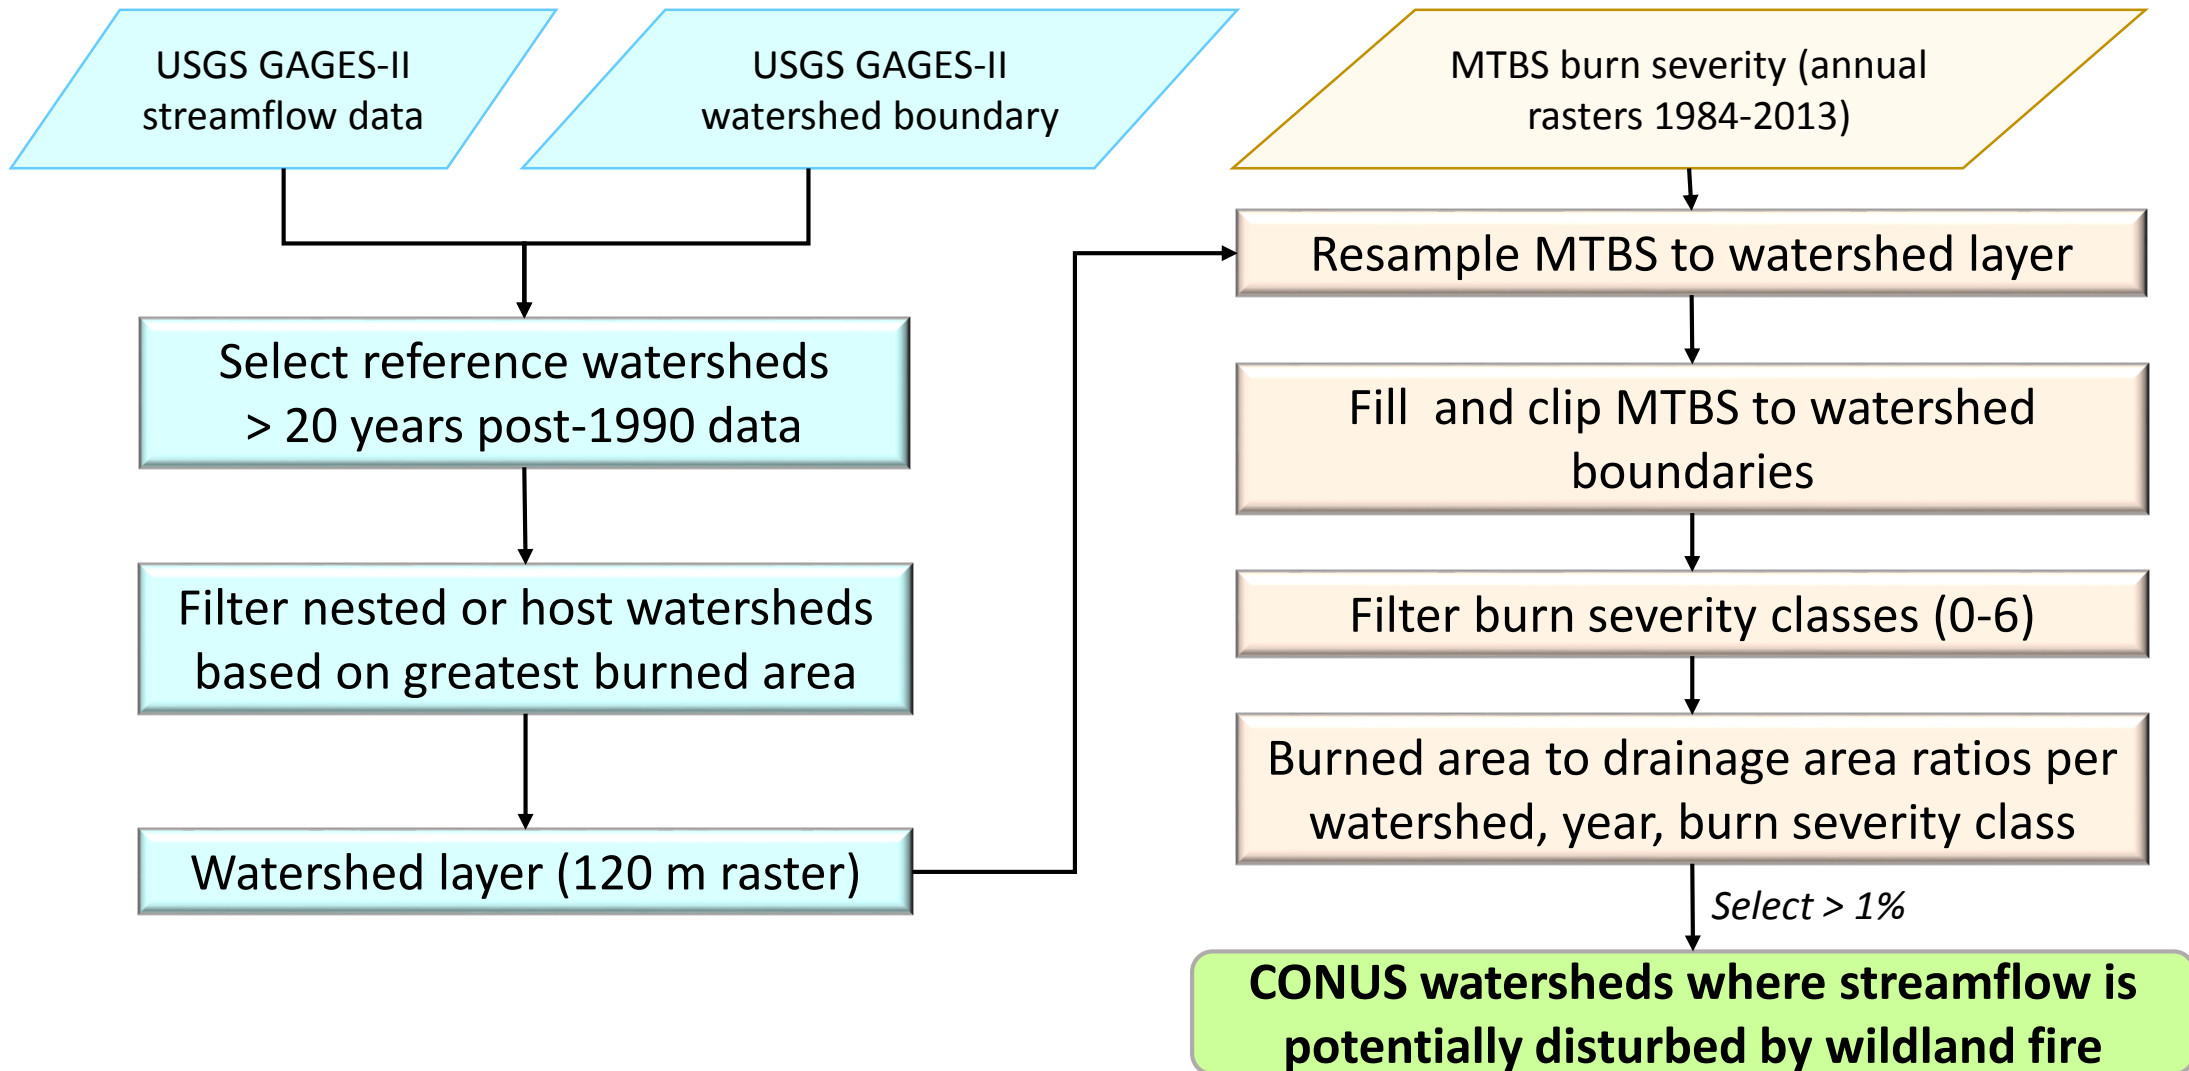 USGS GAGES-II
streamflow data
USGS GAGES-II
watershed boundary
MTBS burn severity (annual
rasters 1984-2013)
Select reference watersheds
> 20 years post-1990 data
Filter nested or host watersheds
based on greatest burned area
Watershed layer (120 m raster)
Resample MTBS to watershed layer
Fill  and clip MTBS to watershed
boundaries
Filter burn severity classes (0-6)
Burned area to drainage area ratios per
watershed, year, burn severity class
Select > 1%
CONUS watersheds where streamflow is
potentially disturbed by wildland fire